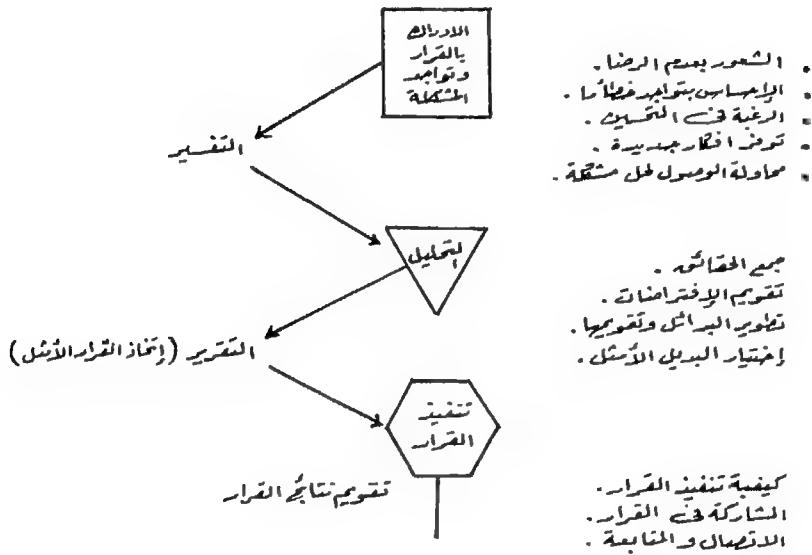 الادراك
بالقرار
وتواجد
المشكلة
• الشعور بعدم الرضا .
• الإحساس بتواجد خطأ ما .
• الرغبة في التحسين .
• توفر افكار جديدة .
• محاولة الوصول لحل مشكلة .
التفسير
التحليل
جمع الحقائق .
تقويم الإفتراضات .
تطوير البدائل وتقويمها .
إختيار البديل الأمثل .
التقرير (إتخاذ القرار الأمثل)
تنفيذ
القرار
كيفية تنفيذ القرار .
المشاركة في القرار .
الاتصال والمتابعة .
تقويم نتائج القرار